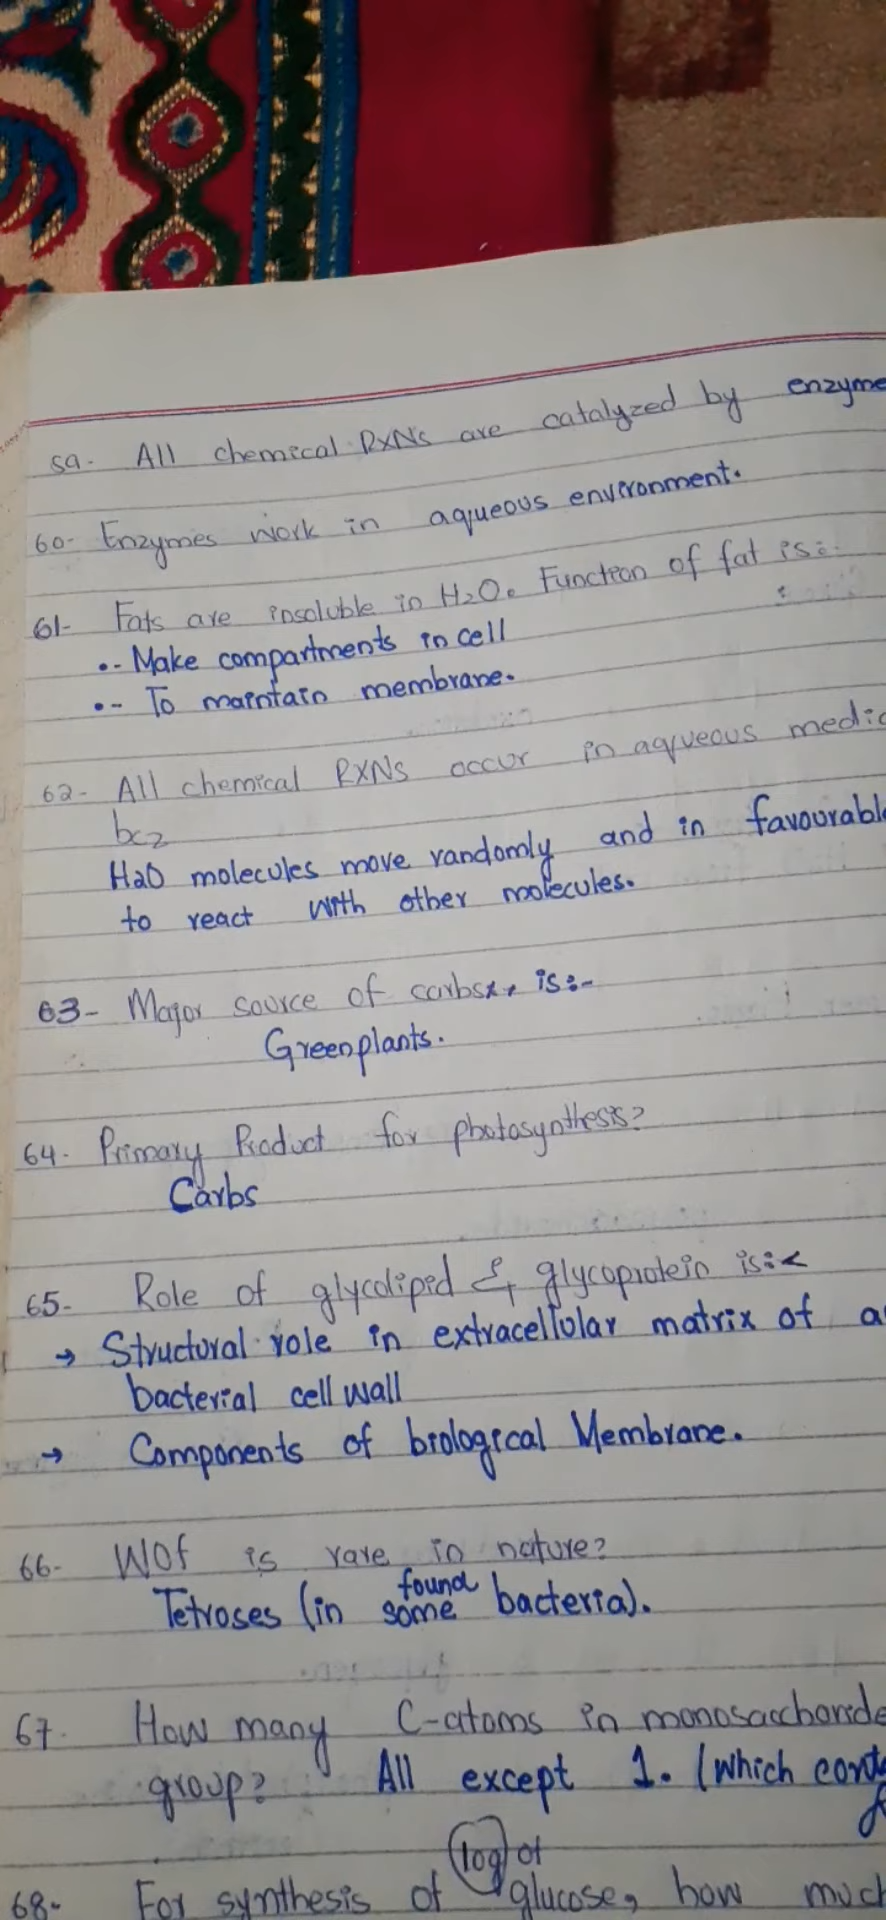 59. All chemical RXNs are catalyzed by enzyme
60- Enzymes work in aqueous environment.
61- Fats are insoluble in H2O. Function of fat is:-
•- Make compartments in cell
•- To maintain membrane.
62- All chemical RXNs occur in aqueous
bcz
H2O molecules move randomly and in favourable
to react with other molecules.
63- Major source of carbs is:-
Green plants.
64. Primary Product for photosynthesis?
Carbs
65- Role of glycolipid & glycoprotein is:<
→ Structural role in extracellular matrix of
bacterial cell wall
→ Components of biological Membrane.
66- WOf is rare in nature?
Tetroses (in found some bacteria).
67. How many C-atoms in monosaccharide
group? All except 1. (which
68- For synthesis of 10g of glucose, how much